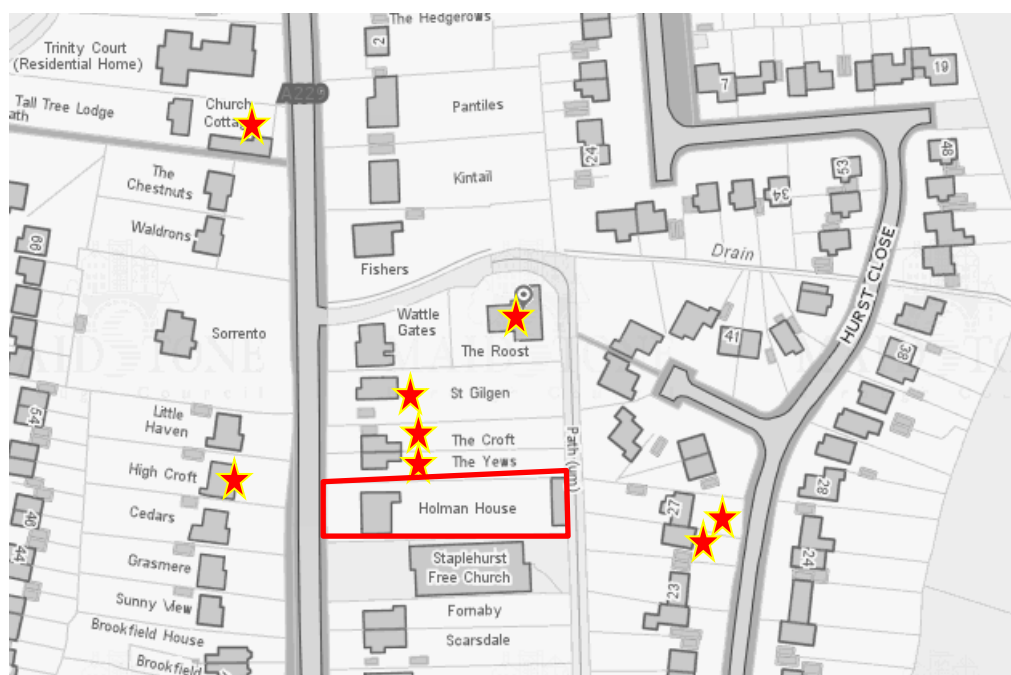 The Hedgerows
2
Trinity Court
(Residential Home)
19
7
A229
Tall Tree Lodge
ath
Church
Cottag
Pantiles
24
48
53
The
Chestnuts
Kintail
34
Waldrons
66
Drain
Fishers
HURST CLOSE
Wattle
Gates
Sorrento
41
The Roost
38
St Gilgen
54
Little
Haven
The Croft
Path (um)
The Yews
High Croft
28
Holman House
27
Cedars
46
44
Staplehurst
Free Church
24
Grasmere
23
Sunny View
Fornaby
Brookfield House
Scarsdale
Brookfield